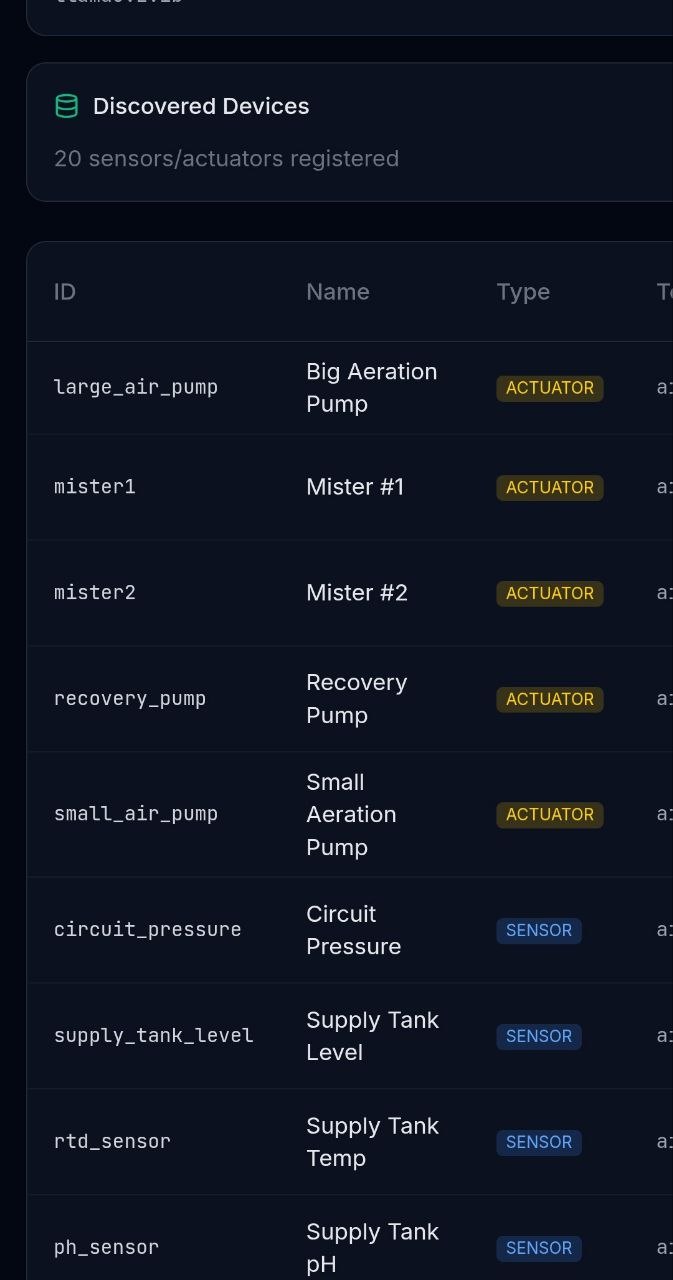 Discovered Devices
20 sensors/actuators registered
ID Name Type
large_air_pump Big Aeration Pump ACTUATOR
mister1 Mister #1 ACTUATOR
mister2 Mister #2 ACTUATOR
recovery_pump Recovery Pump ACTUATOR
small_air_pump Small Aeration Pump ACTUATOR
circuit_pressure Circuit Pressure SENSOR
supply_tank_level Supply Tank Level SENSOR
rtd_sensor Supply Tank Temp SENSOR
ph_sensor Supply Tank pH SENSOR